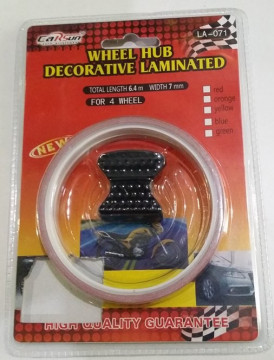 Carsun
LA-071
WHEEL HUB
DECORATIVE LAMINATED
TOTAL LENGTH 6.4 m WIDTH 7 mm
FOR 4 WHEEL
red
orange
yellow
blue
green
NEW
HIGH QUALITY GUARANTEE